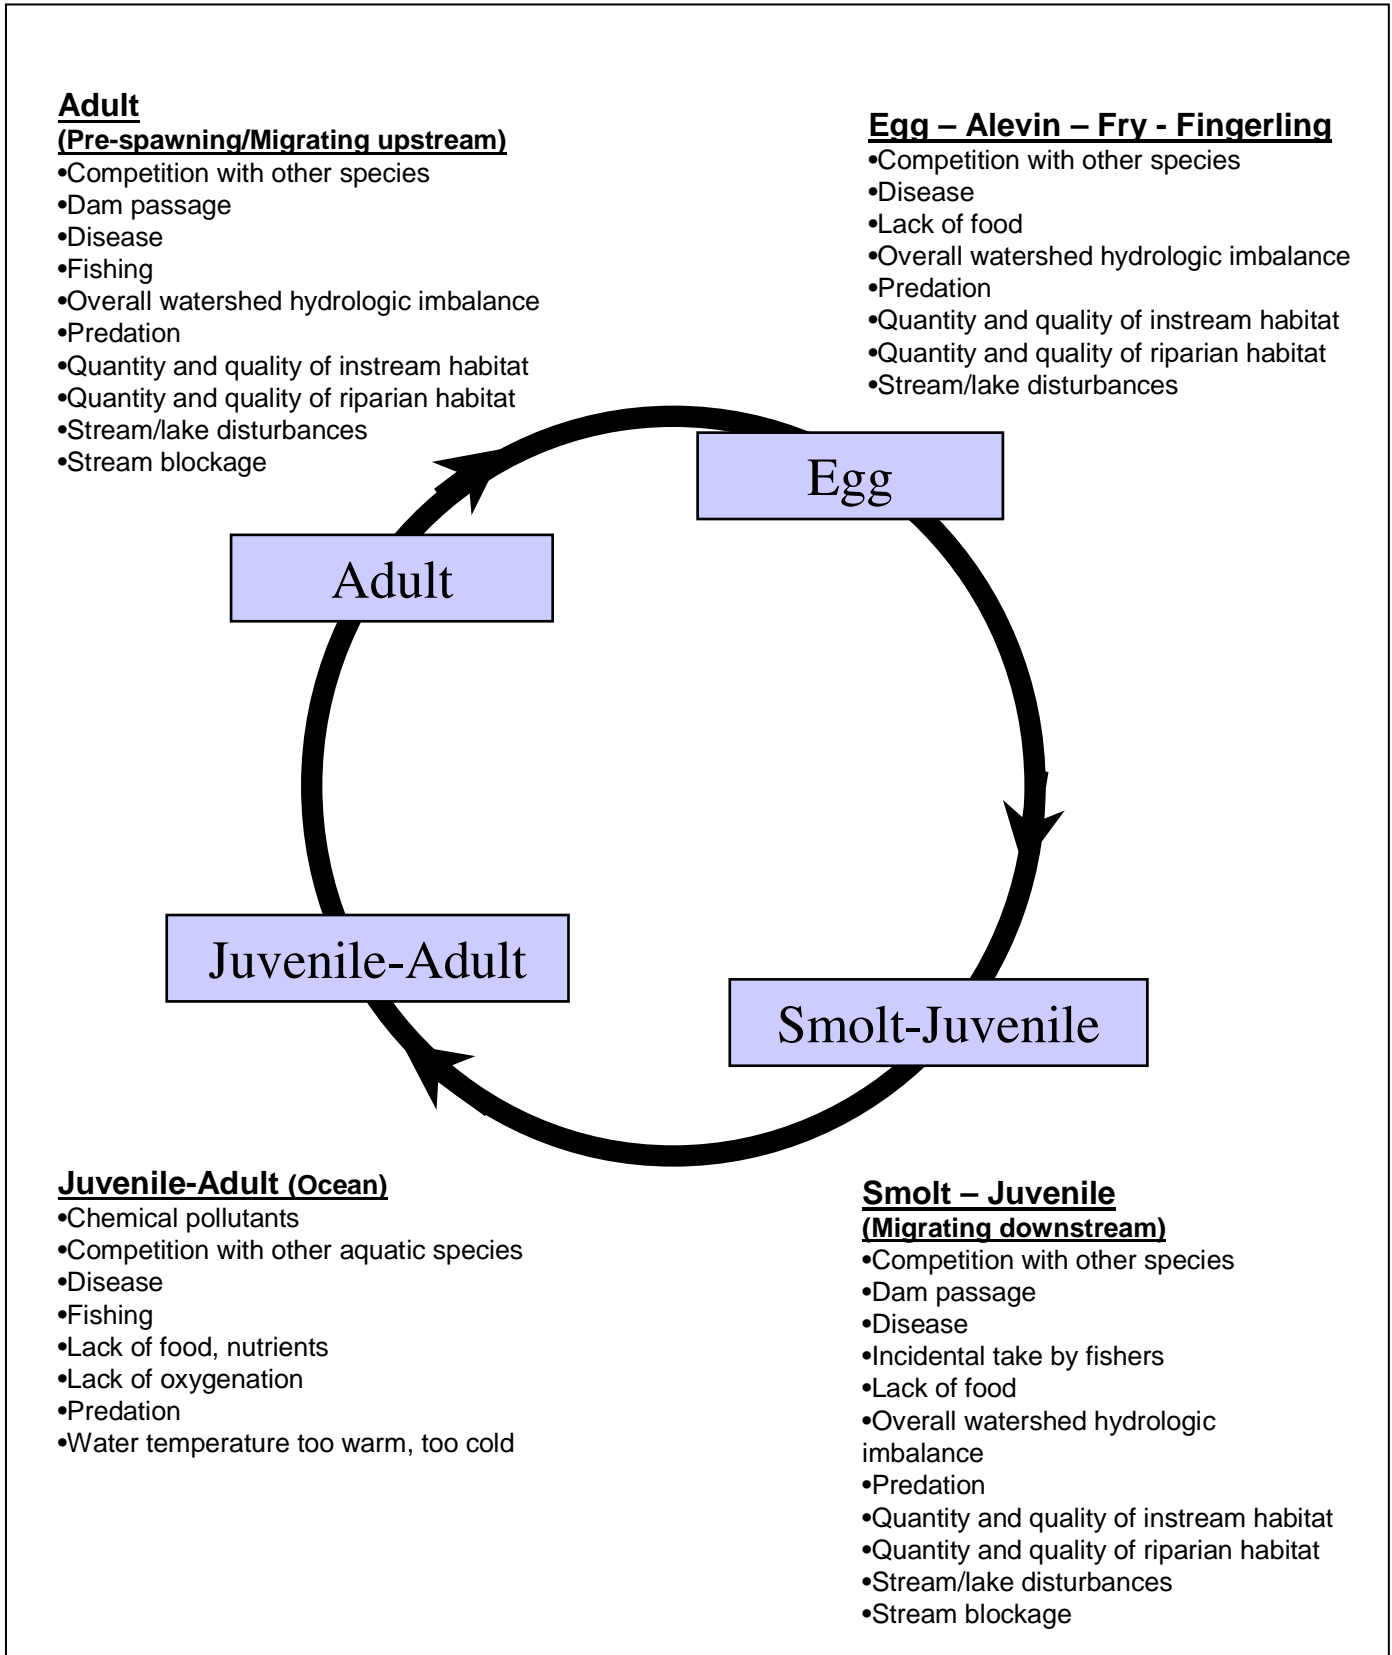 Adult
(Pre-spawning/Migrating upstream)
•Competition with other species
•Dam passage
•Disease
•Fishing
•Overall watershed hydrologic imbalance
•Predation
•Quantity and quality of instream habitat
•Quantity and quality of riparian habitat
•Stream/lake disturbances
•Stream blockage
Egg – Alevin – Fry - Fingerling
•Competition with other species
•Disease
•Lack of food
•Overall watershed hydrologic imbalance
•Predation
•Quantity and quality of instream habitat
•Quantity and quality of riparian habitat
•Stream/lake disturbances
Egg
Adult
Juvenile-Adult
Smolt-Juvenile
Juvenile-Adult (Ocean)
•Chemical pollutants
•Competition with other aquatic species
•Disease
•Fishing
•Lack of food, nutrients
•Lack of oxygenation
•Predation
•Water temperature too warm, too cold
Smolt – Juvenile
(Migrating downstream)
•Competition with other species
•Dam passage
•Disease
•Incidental take by fishers
•Lack of food
•Overall watershed hydrologic
imbalance
•Predation
•Quantity and quality of instream habitat
•Quantity and quality of riparian habitat
•Stream/lake disturbances
•Stream blockage